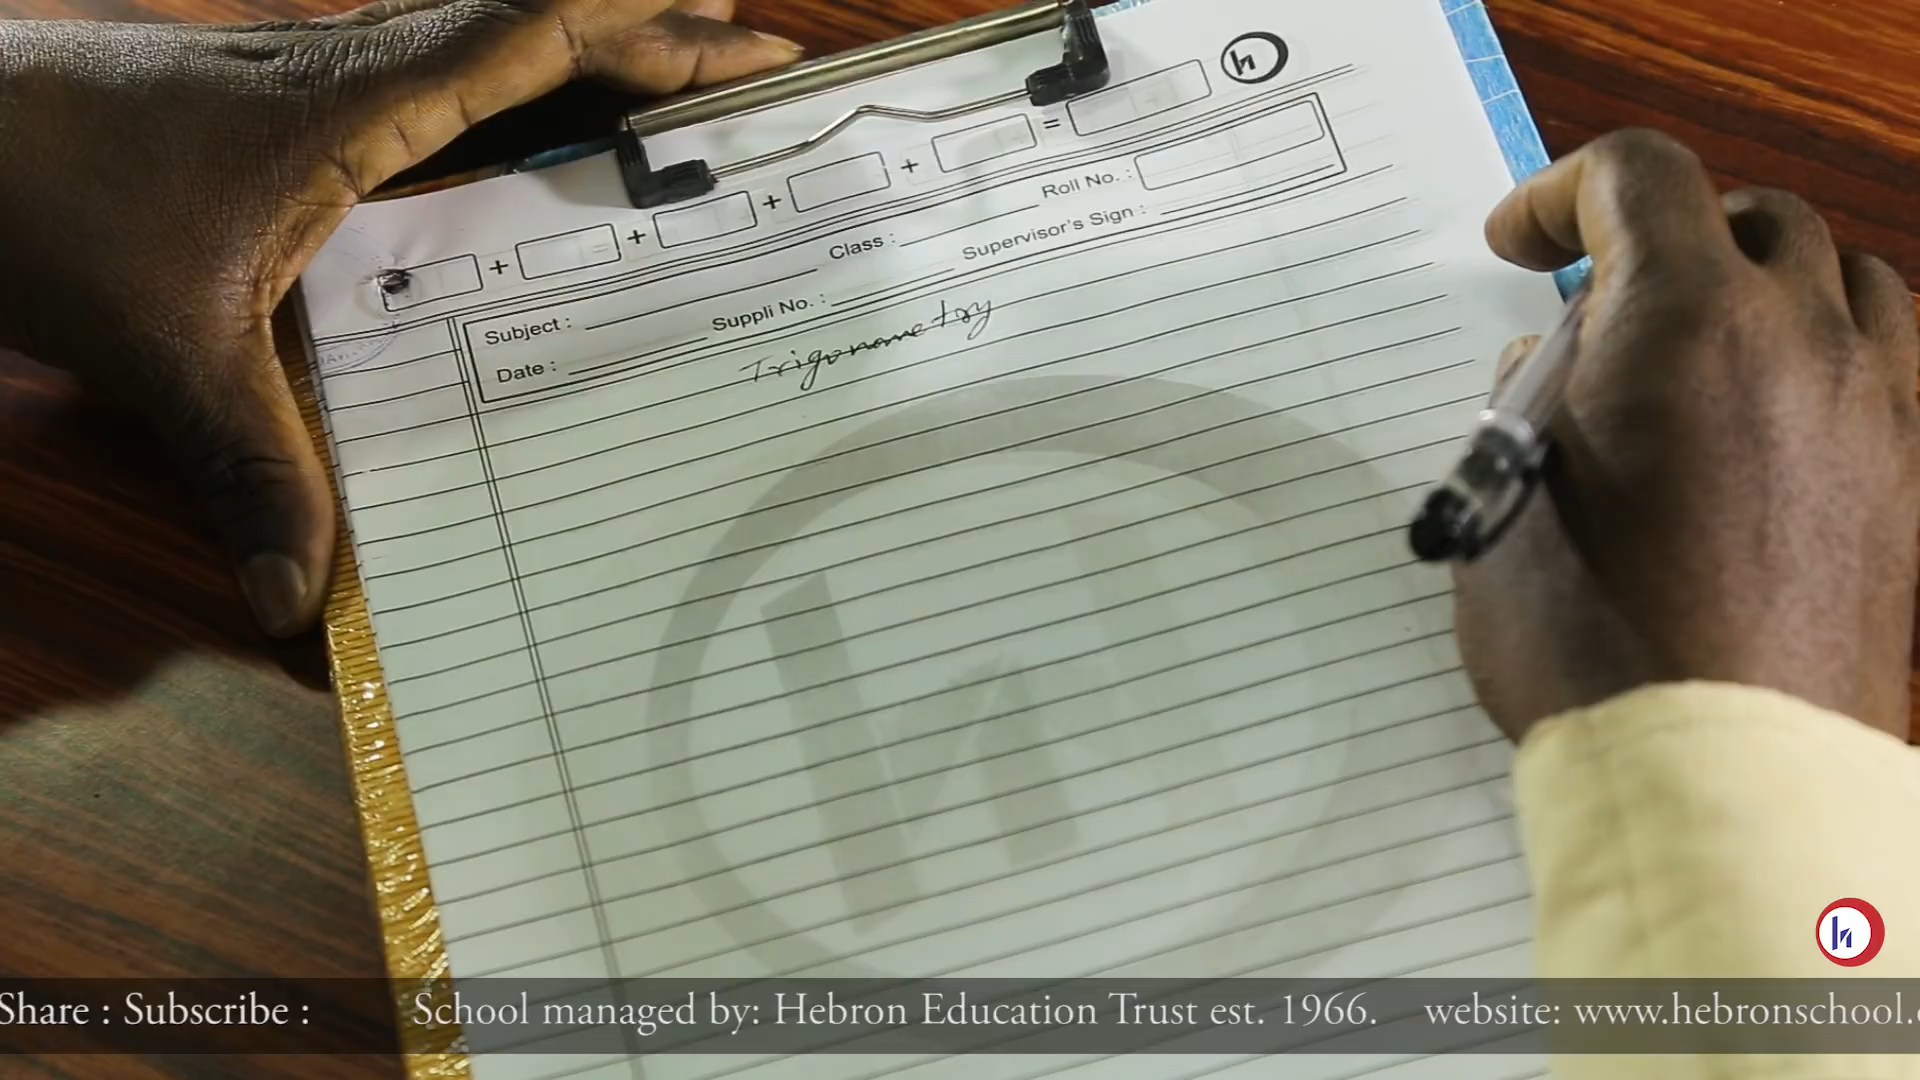 + + + + =
Subject : Class : Roll No. :
Date : Suppli No. : Supervisor's Sign :
Trigonometry
Share : Subscribe : School managed by: Hebron Education Trust est. 1966. website: www.hebronschool.